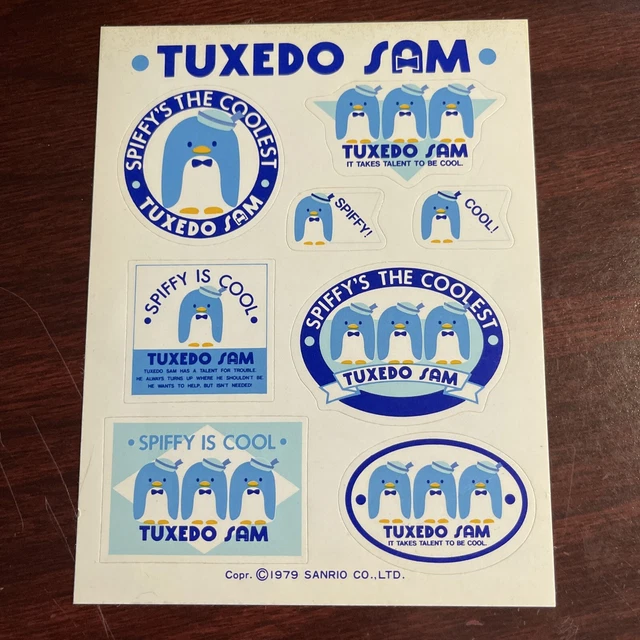 • TUXEDO SAM •
SPIFFY'S THE COOLEST
• TUXEDO SAM •
TUXEDO SAM
IT TAKES TALENT TO BE COOL.
SPIFFY!
COOL!
• SPIFFY IS COOL •
TUXEDO SAM
TUXEDO SAM HAS A TALENT FOR TROUBLE.
HE ALWAYS TURNS UP WHERE HE SHOULDN'T BE.
HE WANTS TO HELP, BUT ISN'T NEEDED!
SPIFFY'S THE COOLEST
TUXEDO SAM
• SPIFFY IS COOL •
TUXEDO SAM
TUXEDO SAM
IT TAKES TALENT TO BE COOL.
Copr. ©1979 SANRIO CO.,LTD.